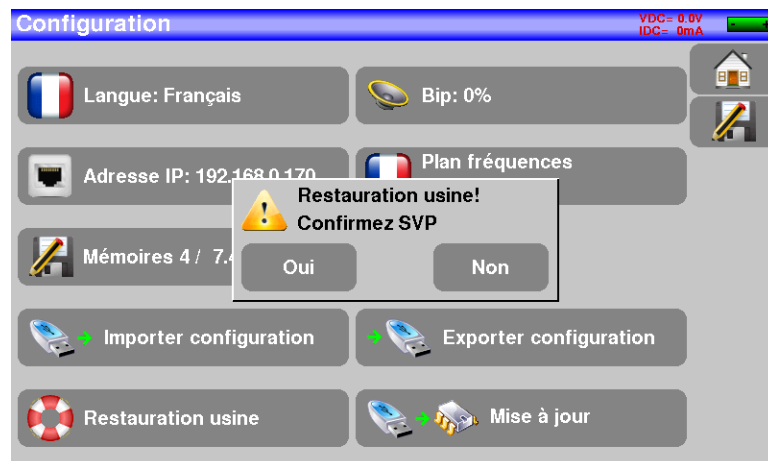 Configuration
VDC= 0.0V
IDC= 0mA
Langue: Français
Bip: 0%
Adresse IP: 192.168.0.170
Plan fréquences
Restauration usine!
Confirmez SVP
Mémoires 4 / 7.
Oui
Non
Importer configuration
Exporter configuration
Restauration usine
Mise à jour